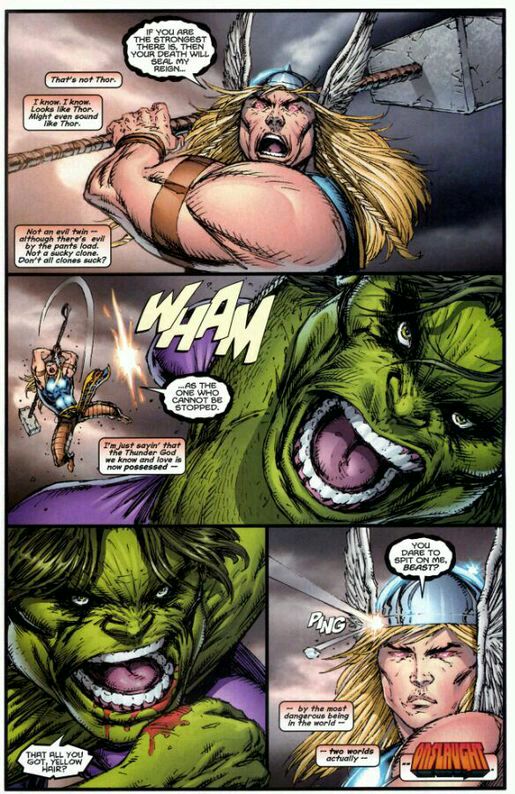 IF YOU ARE
THE STRONGEST
THERE IS, THEN
YOUR DEATH WILL
SEAL MY
REIGN...
That's not Thor.
I know. I know.
Looks like Thor.
Might even sound
like Thor.
Not an evil twin --
although there's evil
by the pants load.
Not a sucky clone.
Don't all clones suck?
WHAM
...AS THE
ONE WHO
CANNOT BE
STOPPED.
I'm just sayin' that
the Thunder God
we know and love is
now possessed --
THAT ALL YOU
GOT, YELLOW
HAIR?
YOU
DARE TO
SPIT ON ME,
BEAST?
PING
-- by the most
dangerous being
in the world --
-- two worlds
actually --
-- ONSLAUGHT.